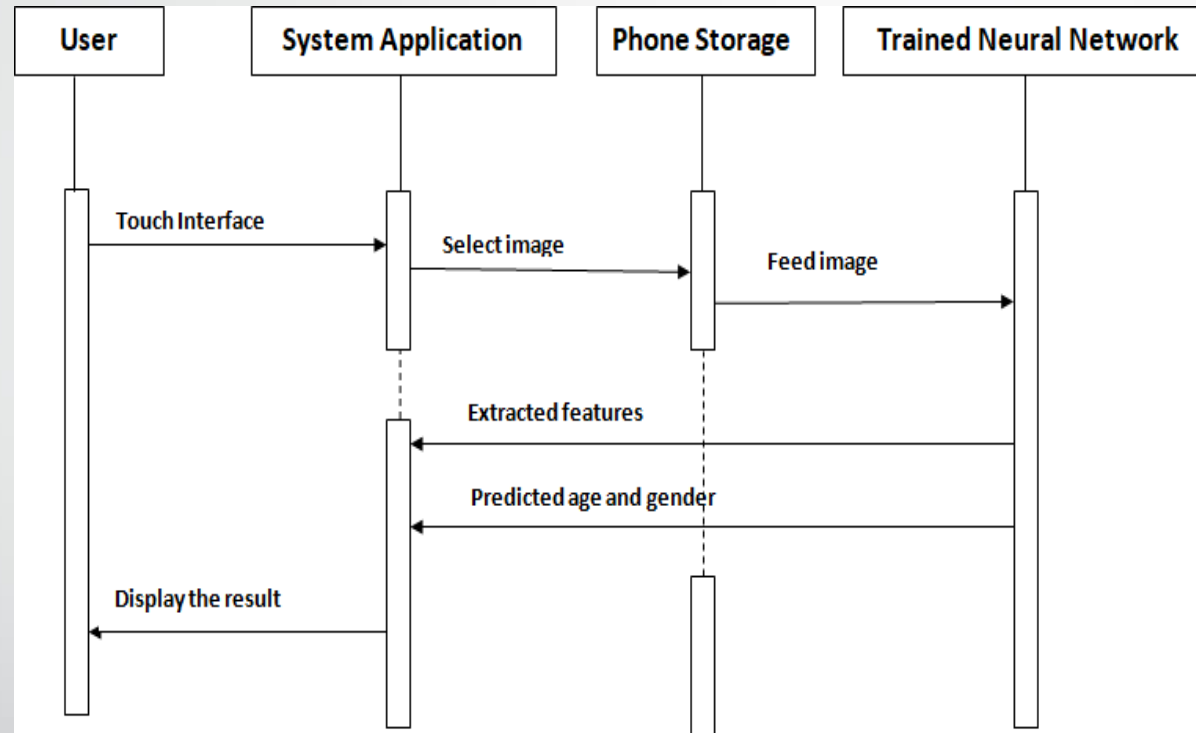 User
System Application
Phone Storage
Trained Neural Network
Touch Interface
Select image
Feed image
Extracted features
Predicted age and gender
Display the result